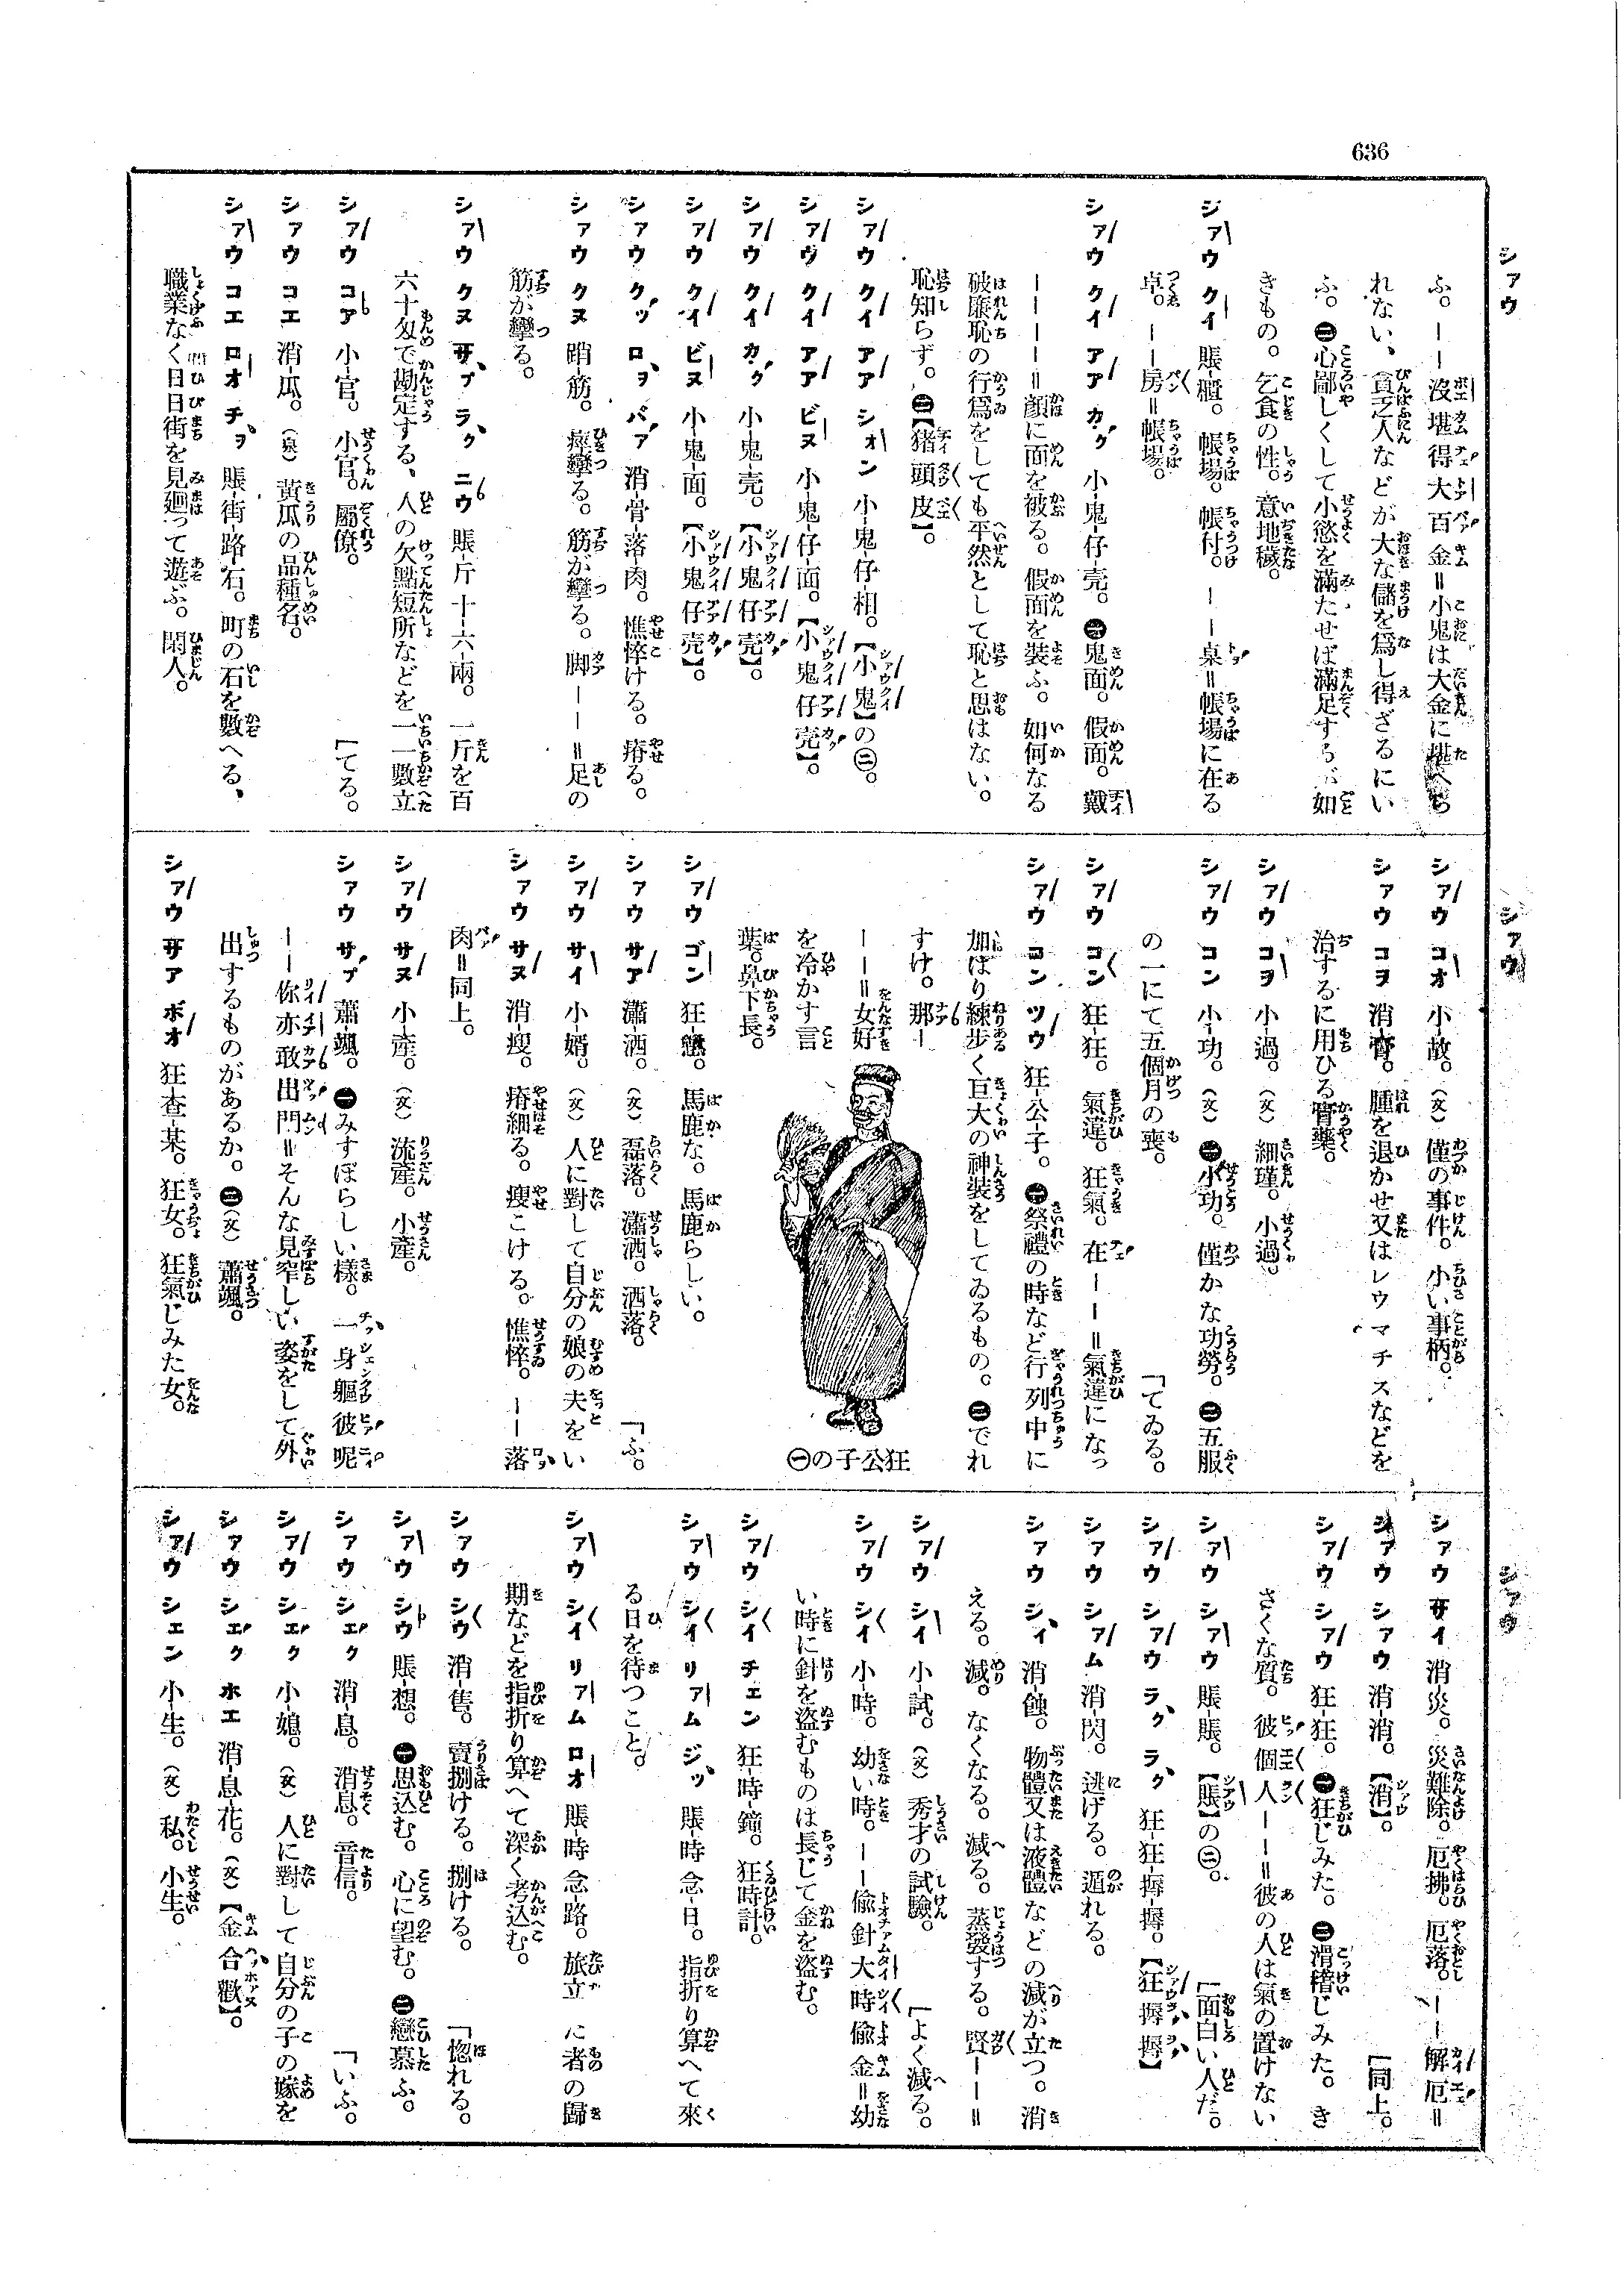 636
シァウ
シァウ
シァウ
ふ。――沒堪得大百金＝小鬼は大金に堪へら
れない、貧乏人などが大な儲を爲し得ざるにい
ふ。㊁心鄙しくして小慾を滿たせば滿足するが如
きもの。乞食の性。意地穢。
シァウ クイ 賬-櫃。帳場。帳付。――桌＝帳場に在る
卓。――房＝帳場。
シァウ クイ アア カク 小-鬼-仔-壳。㊀鬼面。假面。戴
――――＝顏に面を被る。假面を裝ふ。如何なる
破廉恥の行爲をしても平然として恥と思はない。
恥知らず。㊁【猪頭皮】。
シァウ クイ アア シオン 小-鬼-仔-相。【小鬼】の㊁。
シァウ クイ アア ビヌ 小-鬼-仔-面。【小鬼仔壳】。
シァウ クイ カク 小-鬼-壳。【小鬼仔壳】。
シァウ クイ ビヌ 小-鬼-面。【小鬼仔壳】。
シァウ クッ ロヲ バア 消-骨-落-肉。憔悴ける。瘠る。
シァウ クヌ 踃-筋。痙攣る。筋が攣る。脚――＝足の
筋が攣る。
シァウ クヌ サプ ラク ニウ 賬-斤 十-六-兩。一斤を百
六十匁で勘定する、人の欠點短所などを一一數立
シァウ コア 小-官。小官。屬僚。「てる。
シァウ コエ 消-瓜。(泉)黃瓜の品種名。
シァウ コエ ロオ チヲ 賬-街-路-石。町の石を數へる、
職業なく日日街を見廻って遊ぶ。閑人。
シァウ コオ 小-故。(文)僅の事件。小い事柄。
シァウ コヲ 消-膏。腫を退かせ又はレウマチスなどを
治するに用ひる膏藥。
シァウ コヲ 小-過。(文)細瑾。小過。
シァウ コン 小-功。(文)㊀小功。僅かな功勞。㊁五服
の一にて五個月の喪。「てゐる。
シァウ コン 狂-狂。氣違。狂氣。在――＝氣違になっ
シァウ コン ツウ 狂-公-子。㊀祭禮の時など行列中に
加はり練步く巨大の神裝をしてゐるもの。㊁でれ
すけ。那―
――＝女好
を冷かす言
葉。鼻下長。
狂公子の㊀
シァウ ゴン 狂-戇。馬鹿な。馬鹿らしい。
シァウ サア 瀟-洒。(文)磊落。瀟洒。洒落。「ふ。
シァウ サイ 小-婿。(文)人に對して自分の娘の夫をい
シァウ サヌ 消-瘦。瘠細る。瘦こける。憔悴。――落
肉＝同上。
シァウ サヌ 小-產。(文)流產。小產。
シァウ サプ 蕭-颯。㊀みすぼらしい樣。一身軀彼呢
――你亦敢出門＝そんな見窄しい姿をして外
出するものがあるか。㊁(文)蕭颯。
シァウ サア ボオ 狂-查-某。狂女。狂氣じみた女。
シァウ サイ 消-災。災難除。厄拂。厄落。――解厄＝
シァウ シァウ 消-消。【消】。「同上。
シァウ シァウ 狂-狂。㊀狂じみた。㊁滑稽じみた。き
さくな質。彼個人――＝彼の人は氣の置けない
シァウ シァウ 賬-賬。【賬】の㊁。「面白い人だ。
シァウ シァウ ラク ラク 狂-狂-搙-搙。【狂搙搙】
シァウ シアム 消-閃。逃げる。遁れる。
シァウ シイ 消-蝕。物體又は液體などの減が立つ。消
える。減。なくなる。減る。蒸發する。賢――＝
シァウ シイ 小-試。(文)秀才の試驗。「よく減る。
シァウ シイ 小-時。幼い時。――偸針大時偸金＝幼
い時に針を盜むものは長じて金を盜む。
シァウ シイ チェン 狂-時-鐘。狂時計。
シァウ シイ リアム ジッ 賬-時 念-日。指折り算へて來
る日を待つこと。
シァウ シイ リアム ロオ 賬-時 念-路。旅立た者の歸
期などを指折り算へて深く考込む。
シァウ シウ 消-售。賣捌ける。捌ける。「惚れる。
シァウ シウ 賬-想。㊀思込む。心に望む。㊁戀慕ふ。
シァウ シエク 消-息。消息。音信。「いふ。
シァウ シエク 小-媳。(文)人に對して自分の子の嫁を
シァウ シエク ホエ 消-息-花。(文)【金合歡】。
シァウ シエン 小-生。(文)私。小生。